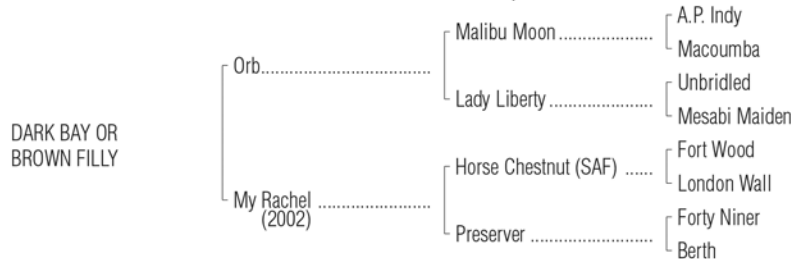 A.P. Indy
Malibu Moon ....................
Macoumba
Orb..................................
Unbridled
Lady Liberty ......................
Mesabi Maiden
DARK BAY OR
BROWN FILLY
Fort Wood
Horse Chestnut (SAF) ......
London Wall
My Rachel ........................
(2002)
Forty Niner
Preserver ..........................
Berth